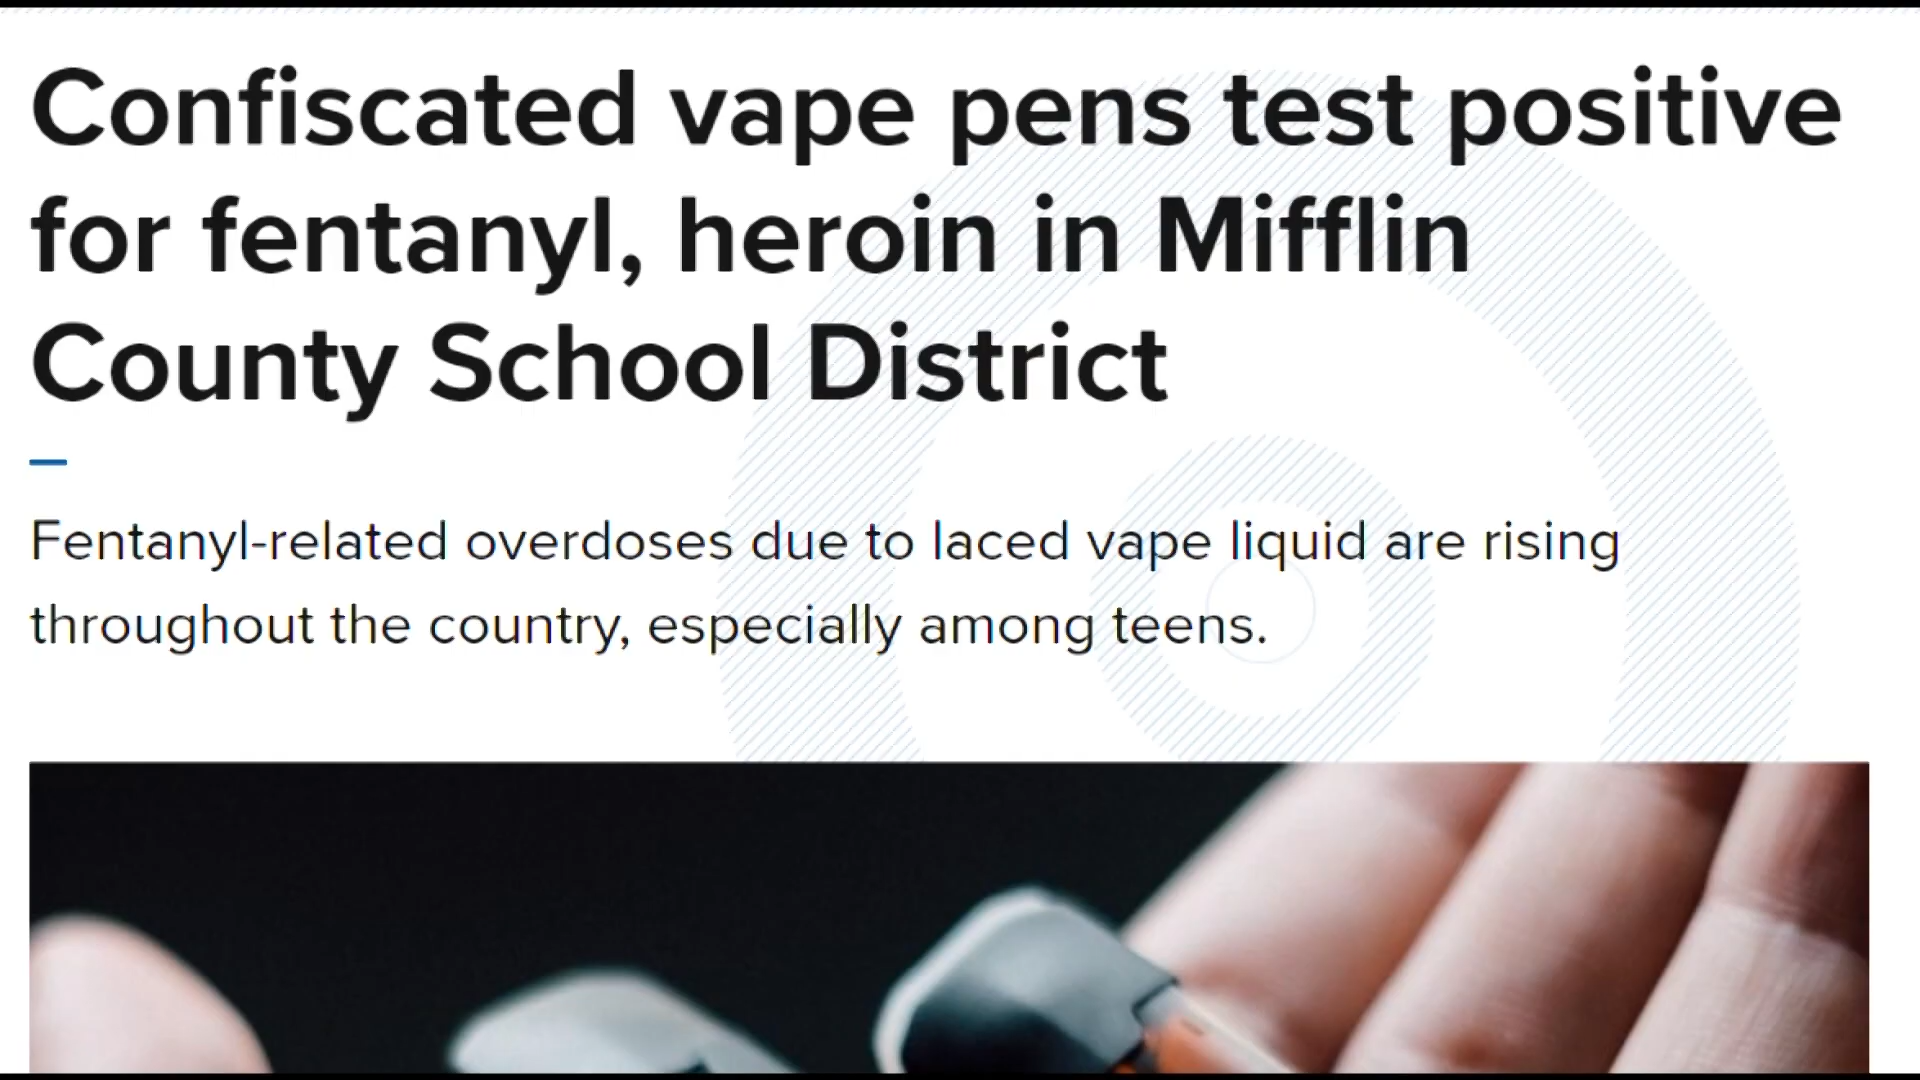 Confiscated vape pens test positive
for fentanyl, heroin in Mifflin
County School District
Fentanyl-related overdoses due to laced vape liquid are rising
throughout the country, especially among teens.